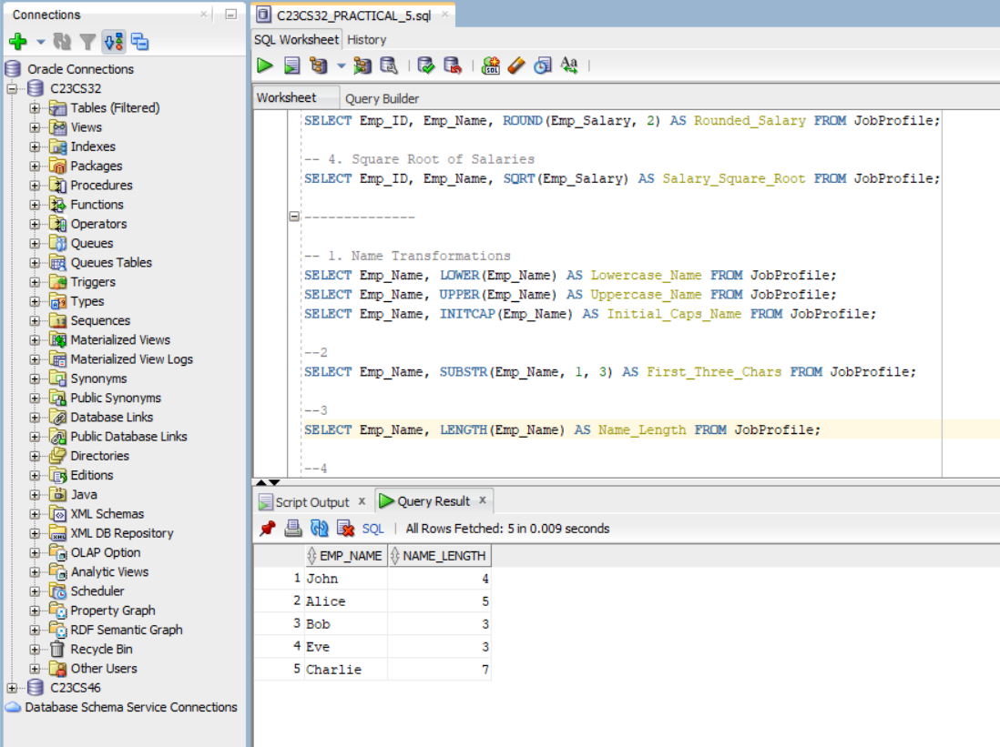 Connections
Oracle Connections
C23CS32
Tables (Filtered)
Views
Indexes
Packages
Procedures
Functions
Operators
Queues
Queues Tables
Triggers
Types
Sequences
Materialized Views
Materialized View Logs
Synonyms
Public Synonyms
Database Links
Public Database Links
Directories
Editions
Java
XML Schemas
XML DB Repository
OLAP Option
Analytic Views
Scheduler
Property Graph
RDF Semantic Graph
Recycle Bin
Other Users
C23CS46
Database Schema Service Connections
C23CS32_PRACTICAL_5.sql
SQL Worksheet History
Worksheet Query Builder
SELECT Emp_ID, Emp_Name, ROUND(Emp_Salary, 2) AS Rounded_Salary FROM JobProfile;
-- 4. Square Root of Salaries
SELECT Emp_ID, Emp_Name, SQRT(Emp_Salary) AS Salary_Square_Root FROM JobProfile;
--------------
-- 1. Name Transformations
SELECT Emp_Name, LOWER(Emp_Name) AS Lowercase_Name FROM JobProfile;
SELECT Emp_Name, UPPER(Emp_Name) AS Uppercase_Name FROM JobProfile;
SELECT Emp_Name, INITCAP(Emp_Name) AS Initial_Caps_Name FROM JobProfile;
--2
SELECT Emp_Name, SUBSTR(Emp_Name, 1, 3) AS First_Three_Chars FROM JobProfile;
--3
SELECT Emp_Name, LENGTH(Emp_Name) AS Name_Length FROM JobProfile;
--4
Script Output x Query Result x
SQL | All Rows Fetched: 5 in 0.009 seconds
EMP_NAME NAME_LENGTH
1 John 4
2 Alice 5
3 Bob 3
4 Eve 3
5 Charlie 7